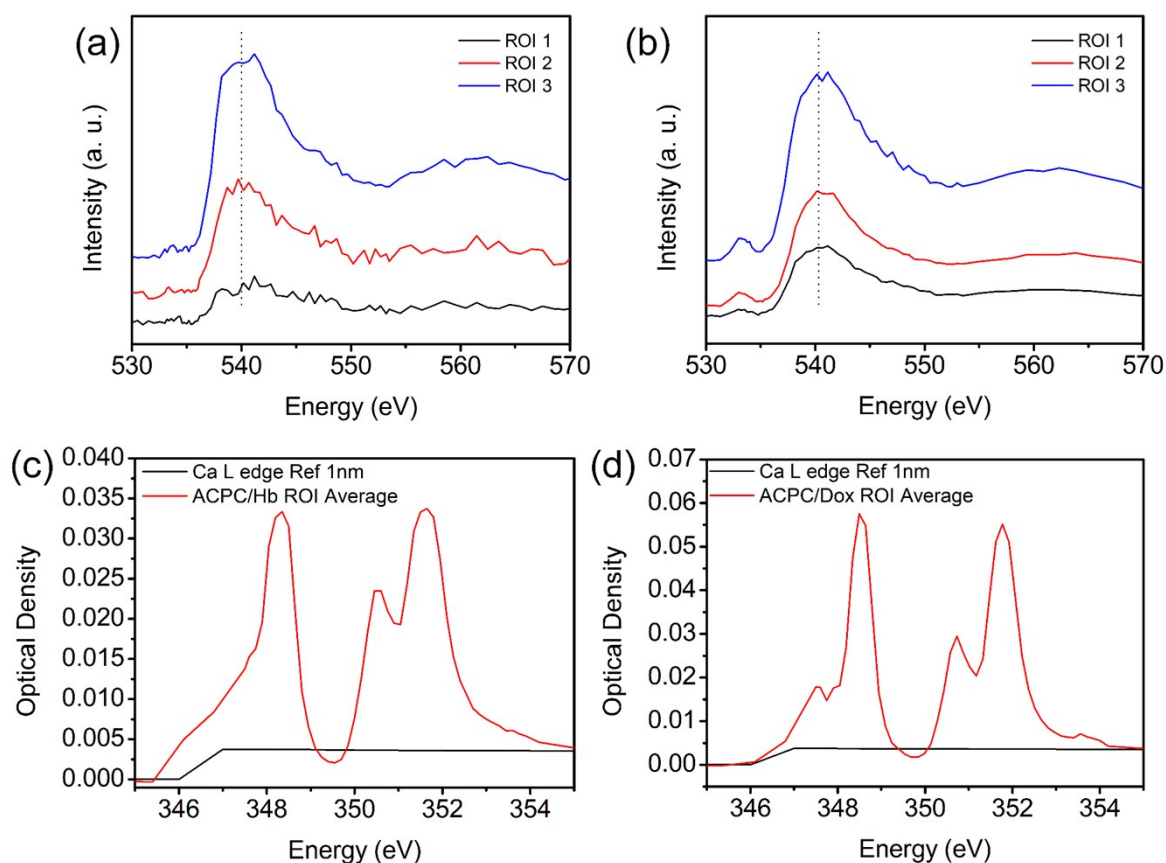 (a)
ROI 1
ROI 2
ROI 3
Intensity (a. u.)
530 540 550 560 570
Energy (eV)
(b)
ROI 1
ROI 2
ROI 3
Intensity (a. u.)
530 540 550 560 570
Energy (eV)
(c)
Ca L edge Ref 1nm
ACPC/Hb ROI Average
0.040
0.035
0.030
0.025
0.020
0.015
0.010
0.005
0.000
Optical Density
346 348 350 352 354
Energy (eV)
(d)
Ca L edge Ref 1nm
ACPC/Dox ROI Average
0.07
0.06
0.05
0.04
0.03
0.02
0.01
0.00
Optical Density
346 348 350 352 354
Energy (eV)